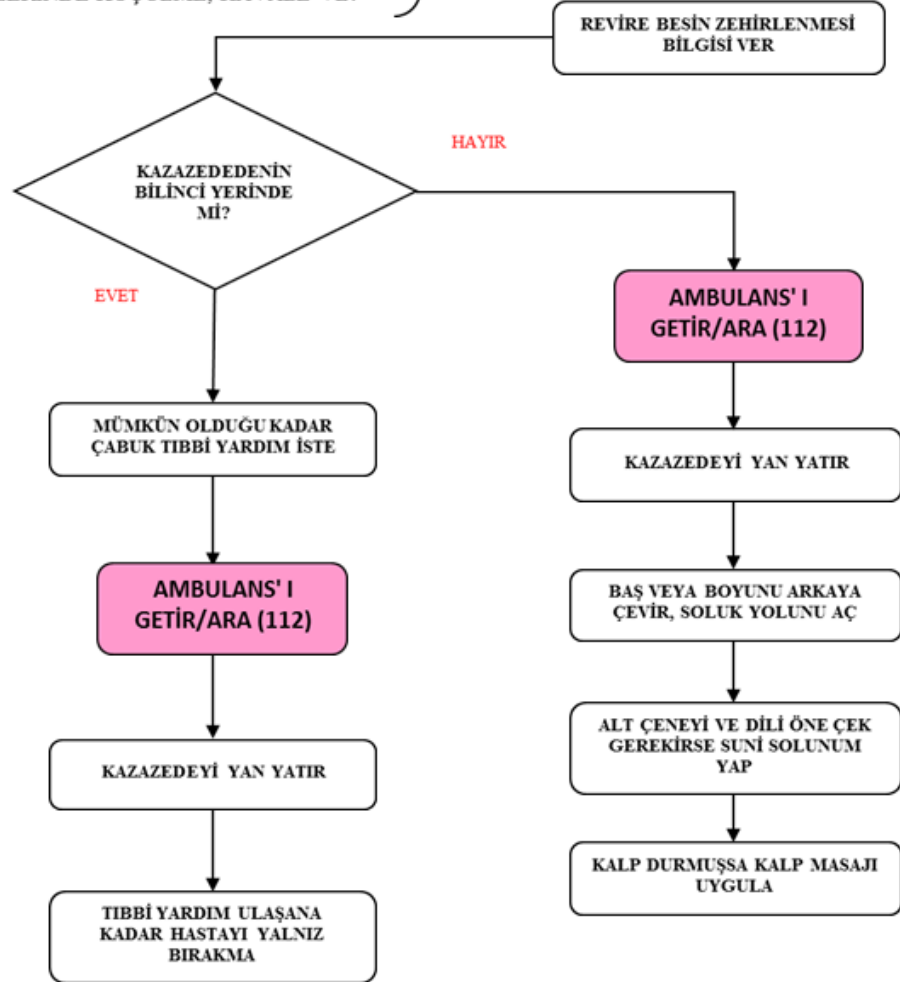 REVİRE BESİN ZEHİRLENMESİ
BİLGİSİ VER
KAZAZEDEDENİN
BİLİNCİ YERİNDE
Mİ?
HAYIR
EVET
AMBULANS' I
GETİR/ARA (112)
MÜMKÜN OLDUĞU KADAR
ÇABUK TIBBİ YARDIM İSTE
KAZAZEDEYİ YAN YATIR
AMBULANS' I
GETİR/ARA (112)
BAŞ VEYA BOYUNU ARKAYA
ÇEVİR, SOLUK YOLUNU AÇ
KAZAZEDEYİ YAN YATIR
ALT ÇENEYİ VE DİLİ ÖNE ÇEK
GEREKİRSE SUNİ SOLUNUM
YAP
KALP DURMUŞSA KALP MASAJI
UYGULA
TIBBİ YARDIM ULAŞANA
KADAR HASTAYI YALNIZ
BIRAKMA